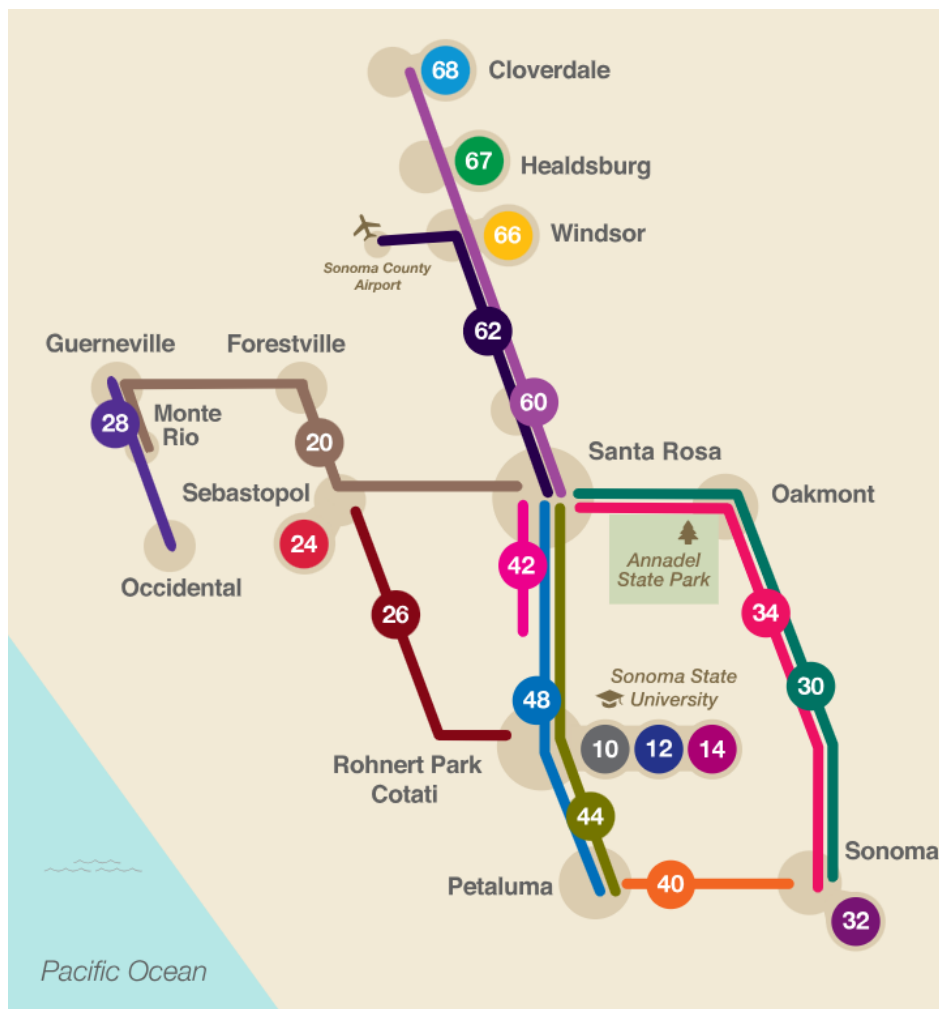 68
Cloverdale
67
Healdsburg
66
Windsor
Sonoma County
Airport
62
Guerneville
Forestville
60
28
Monte
Rio
20
Santa Rosa
Sebastopol
Oakmont
24
42
Annadel
State Park
Occidental
26
34
Sonoma State
University
30
48
10
12
14
Rohnert Park
Cotati
44
Sonoma
Petaluma
40
32
Pacific Ocean